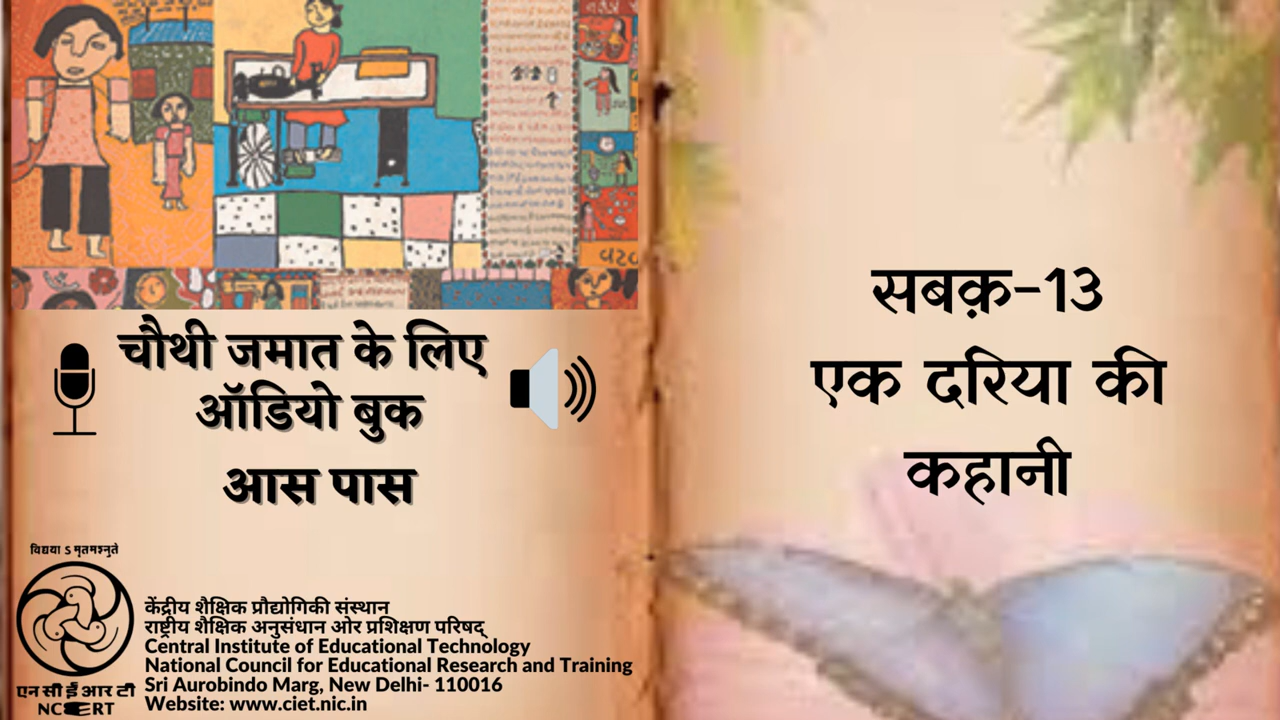 चौथी जमात के लिए
ऑडियो बुक
आस पास
विद्यया ऽ मृतमश्नुते
एन सी ई आर टी
NCERT
केंद्रीय शैक्षिक प्रौद्योगिकी संस्थान
राष्ट्रीय शैक्षिक अनुसंधान ओर प्रशिक्षण परिषद्
Central Institute of Educational Technology
National Council for Educational Research and Training
Sri Aurobindo Marg, New Delhi- 110016
Website: www.ciet.nic.in
सबक़-13
एक दरिया की
कहानी